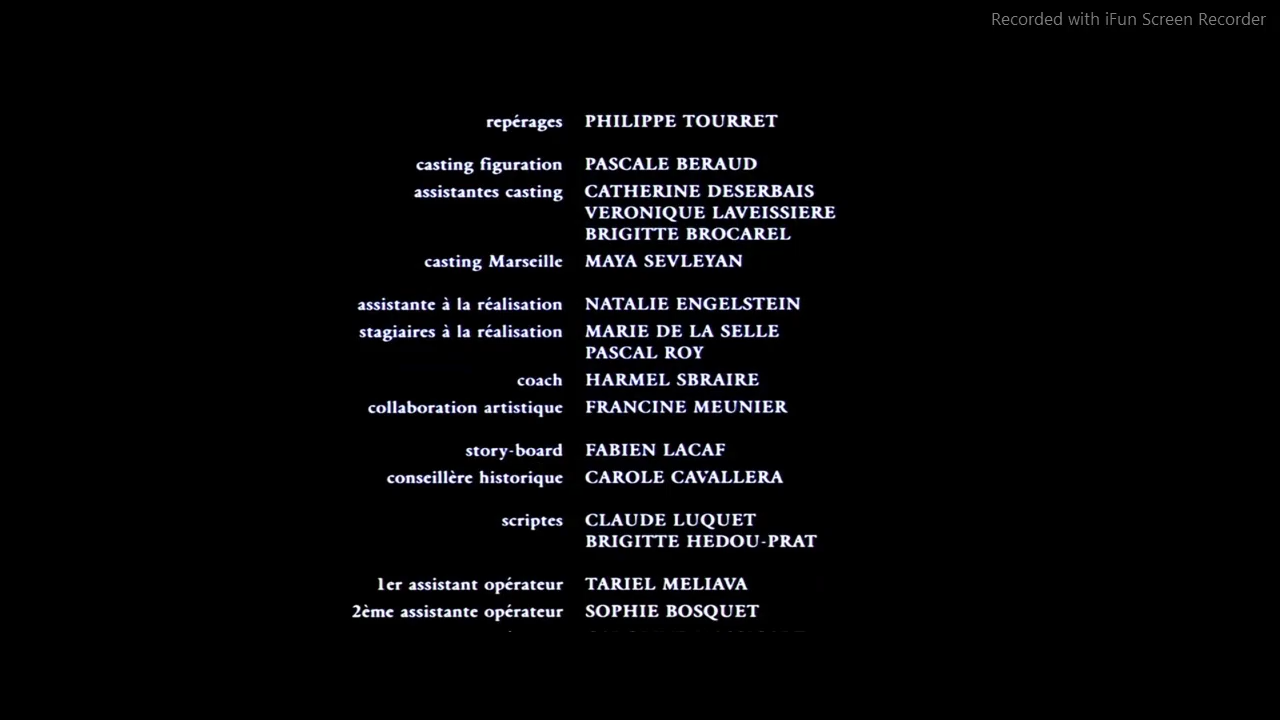 Recorded with iFun Screen Recorder
repérages PHILIPPE TOURRET
casting figuration PASCALE BERAUD
assistantes casting CATHERINE DESERBAIS
VERONIQUE LAVEISSIERE
BRIGITTE BROCAREL
casting Marseille MAYA SEVLEYAN
assistante à la réalisation NATALIE ENGELSTEIN
stagiaires à la réalisation MARIE DE LA SELLE
PASCAL ROY
coach HARMEL SBRAIRE
collaboration artistique FRANCINE MEUNIER
story-board FABIEN LACAF
conseillère historique CAROLE CAVALLERA
scriptes CLAUDE LUQUET
BRIGITTE HEDOU-PRAT
1er assistant opérateur TARIEL MELIAVA
2ème assistante opérateur SOPHIE BOSQUET